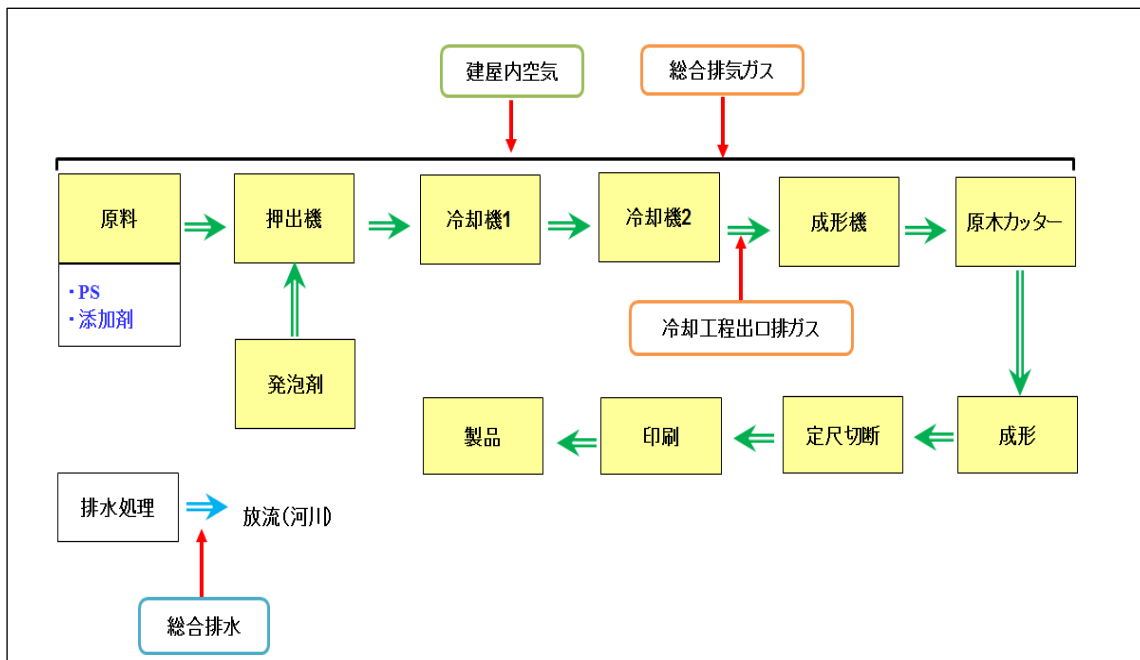 建屋内空気
総合排気ガス
原料
押出機
冷却機1
冷却機2
成形機
原木カッター
・PS
・添加剤
冷却工程出口排ガス
発泡剤
製品
印刷
定尺切断
成形
排水処理
放流(河川)
総合排水